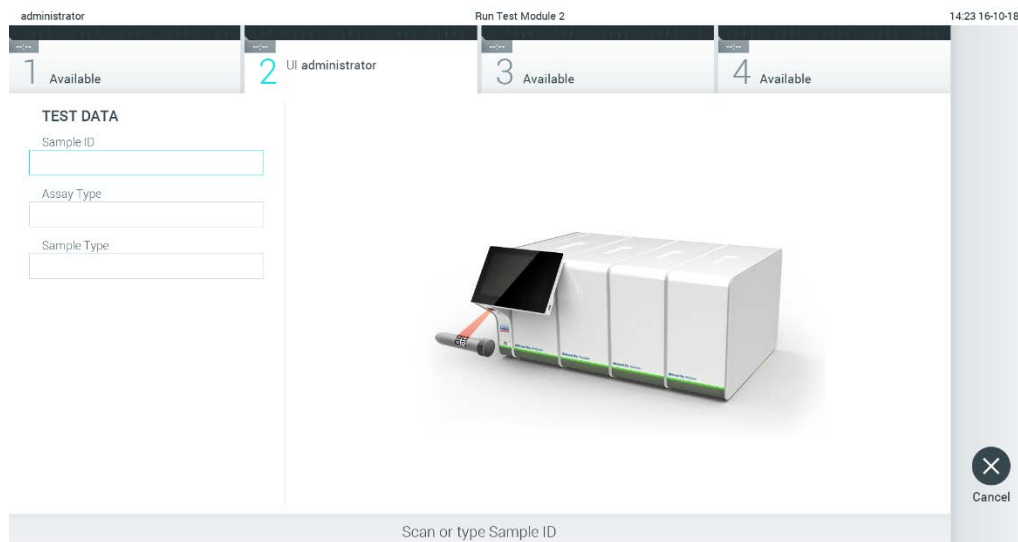 administrator
Run Test Module 2
14:23 16-10-18
--:--
--:--
--:--
--:--
1 Available
2 UI administrator
3 Available
4 Available
TEST DATA
Sample ID
Assay Type
Sample Type
Cancel
Scan or type Sample ID